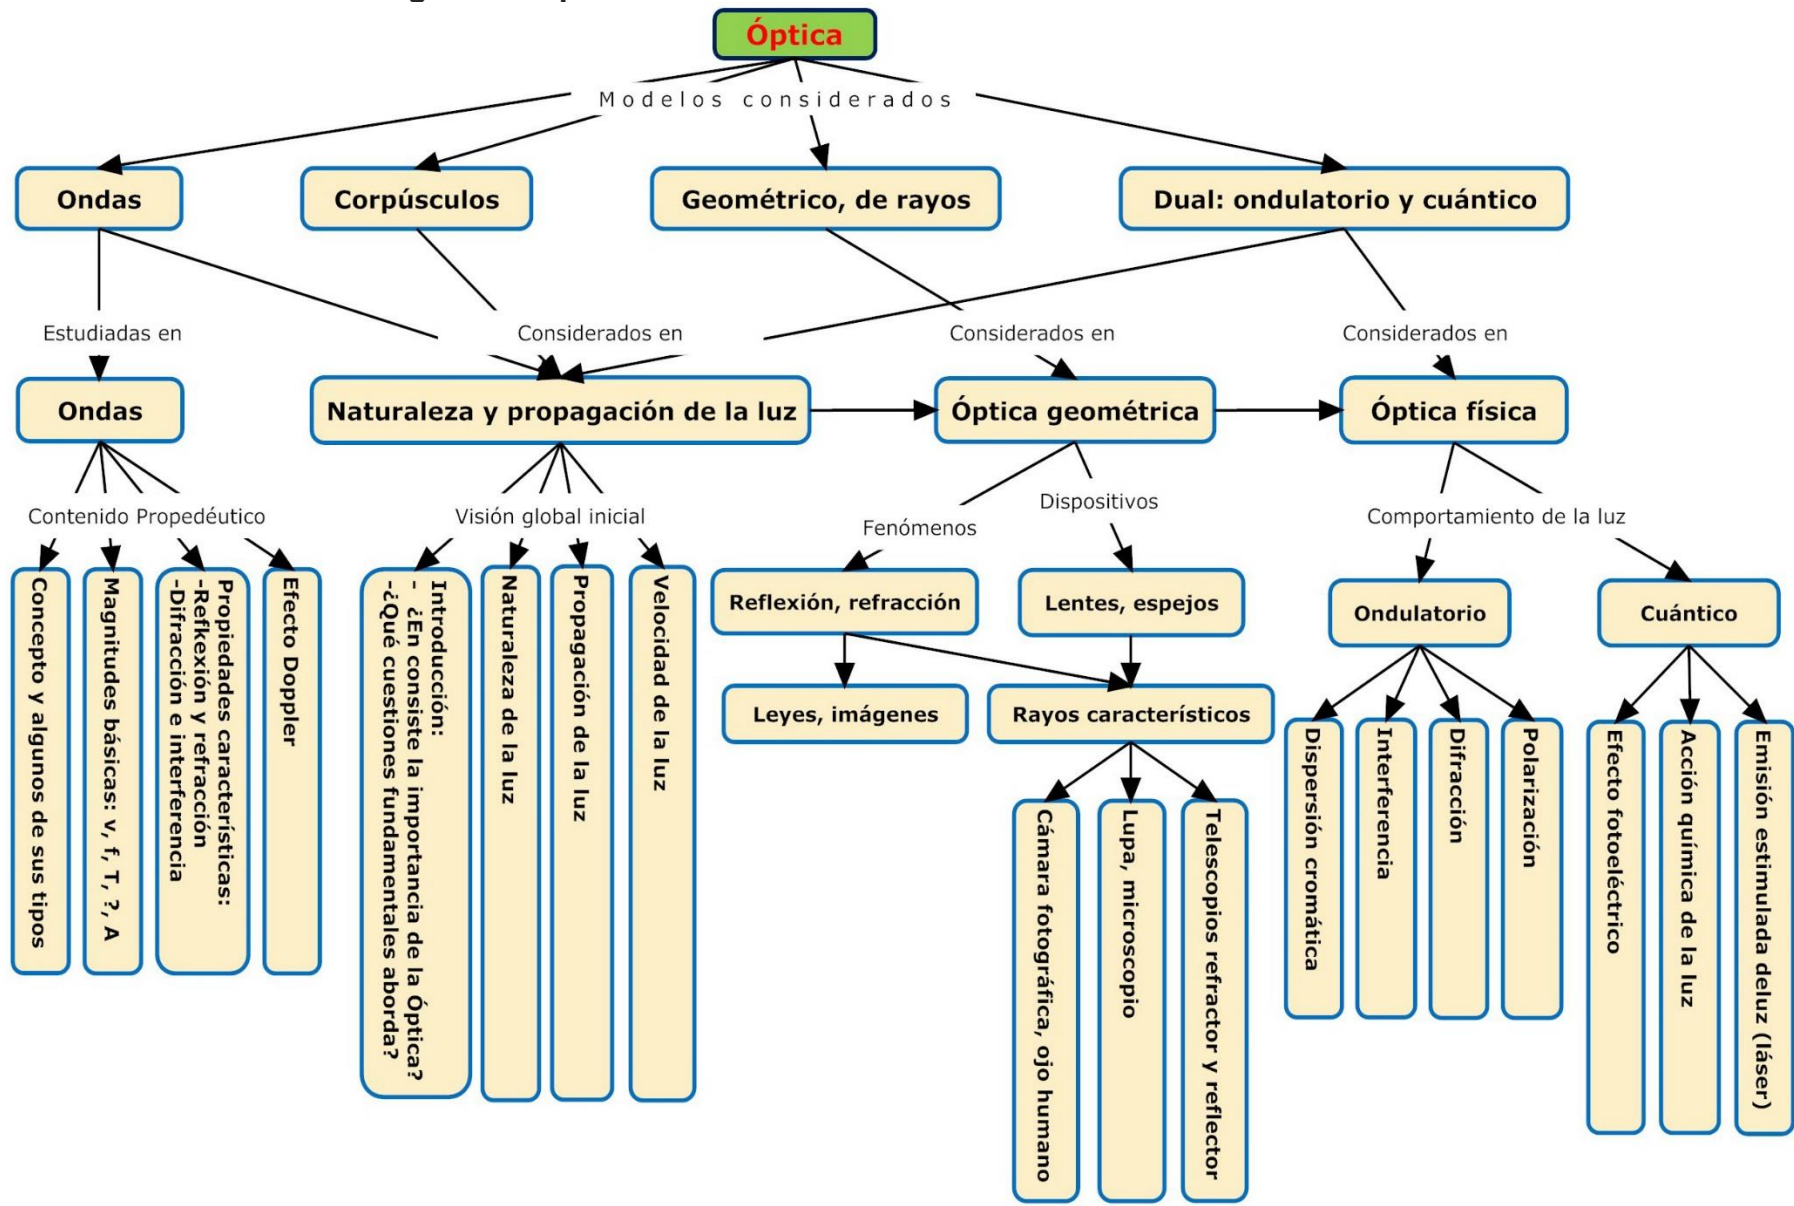 Óptica
Modelos considerados
Ondas
Corpúsculos
Geométrico, de rayos
Dual: ondulatorio y cuántico
Estudiadas en
Considerados en
Considerados en
Considerados en
Ondas
Naturaleza y propagación de la luz
Óptica geométrica
Óptica física
Contenido Propedéutico
Visión global inicial
Fenómenos
Dispositivos
Comportamiento de la luz
Concepto y algunos de sus tipos
Magnitudes básicas: v, f, T, ?, A
Propiedades características:
-Refkexión y refracción
-Difracción e interferencia
Efecto Doppler
Introducción:
- ¿En consiste la importancia de la Óptica?
-¿Qué cuestiones fundamentales aborda?
Naturaleza de la luz
Propagación de la luz
Velocidad de la luz
Reflexión, refracción
Lentes, espejos
Ondulatorio
Cuántico
Leyes, imágenes
Rayos característicos
Cámara fotográfica, ojo humano
Lupa, microscopio
Telescopios refractor y reflector
Dispersión cromática
Interferencia
Difracción
Polarización
Efecto fotoeléctrico
Acción química de la luz
Emisión estimulada deluz (láser)